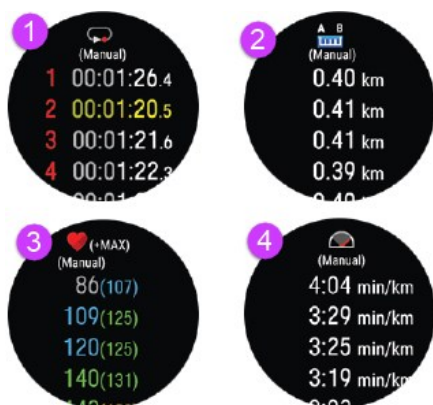 1
(Manual)
1 00:01:26.4
2 00:01:20.5
3 00:01:21.6
4 00:01:22.3
2
A B
(Manual)
0.40 km
0.41 km
0.41 km
0.39 km
3
(+MAX)
(Manual)
86(107)
109(125)
120(125)
140(131)
4
(Manual)
4:04 min/km
3:29 min/km
3:25 min/km
3:19 min/km